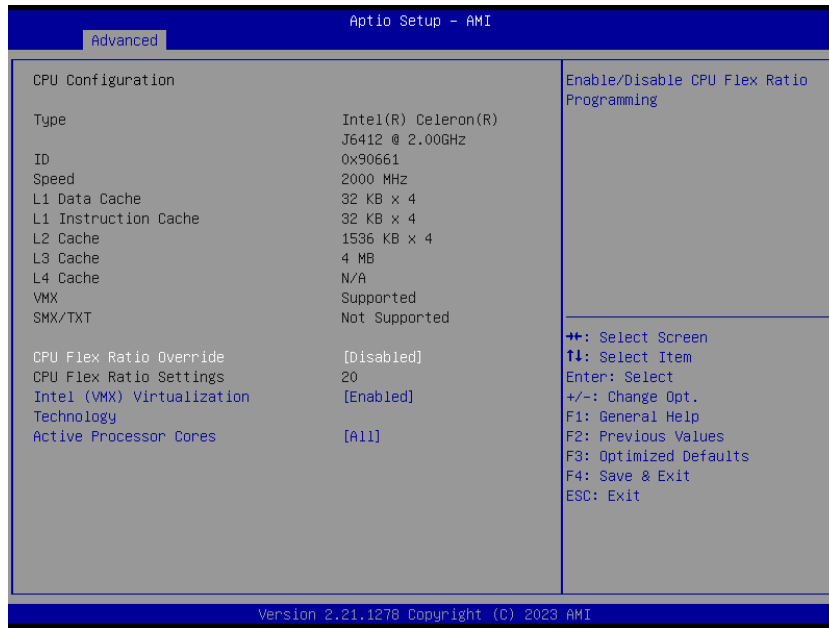 Aptio Setup – AMI
Advanced
CPU Configuration
Type Intel(R) Celeron(R)
J6412 @ 2.00GHz
ID 0x90661
Speed 2000 MHz
L1 Data Cache 32 KB x 4
L1 Instruction Cache 32 KB x 4
L2 Cache 1536 KB x 4
L3 Cache 4 MB
L4 Cache N/A
VMX Supported
SMX/TXT Not Supported
CPU Flex Ratio Override [Disabled]
CPU Flex Ratio Settings 20
Intel (VMX) Virtualization [Enabled]
Technology
Active Processor Cores [All]
Enable/Disable CPU Flex Ratio
Programming
→←: Select Screen
↑↓: Select Item
Enter: Select
+/-: Change Opt.
F1: General Help
F2: Previous Values
F3: Optimized Defaults
F4: Save & Exit
ESC: Exit
Version 2.21.1278 Copyright (C) 2023 AMI